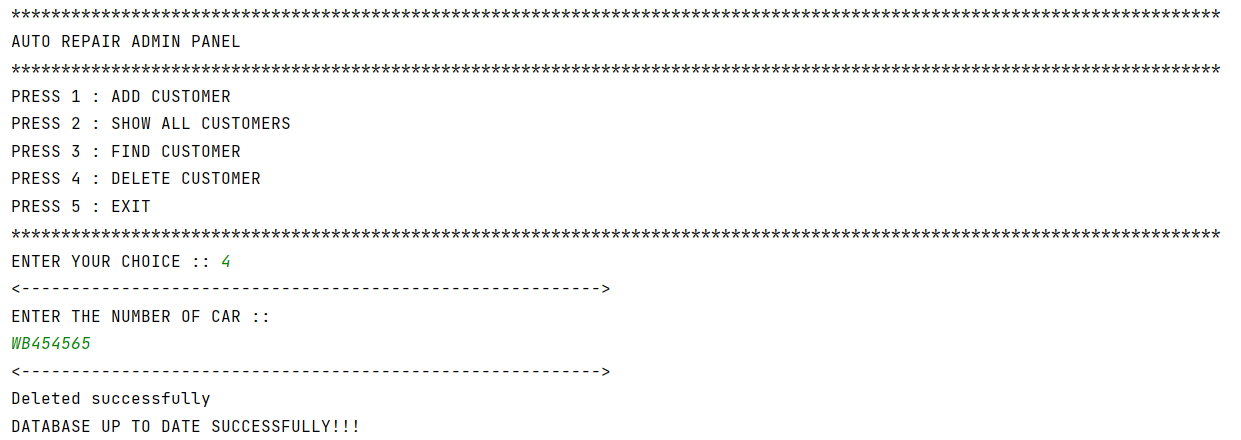 *************************************************************************************************************************
AUTO REPAIR ADMIN PANEL
*************************************************************************************************************************
PRESS 1 : ADD CUSTOMER
PRESS 2 : SHOW ALL CUSTOMERS
PRESS 3 : FIND CUSTOMER
PRESS 4 : DELETE CUSTOMER
PRESS 5 : EXIT
*************************************************************************************************************************
ENTER YOUR CHOICE :: 4
<---------------------------------------------------------->
ENTER THE NUMBER OF CAR ::
WB454565
<---------------------------------------------------------->
Deleted successfully
DATABASE UP TO DATE SUCCESSFULLY!!!